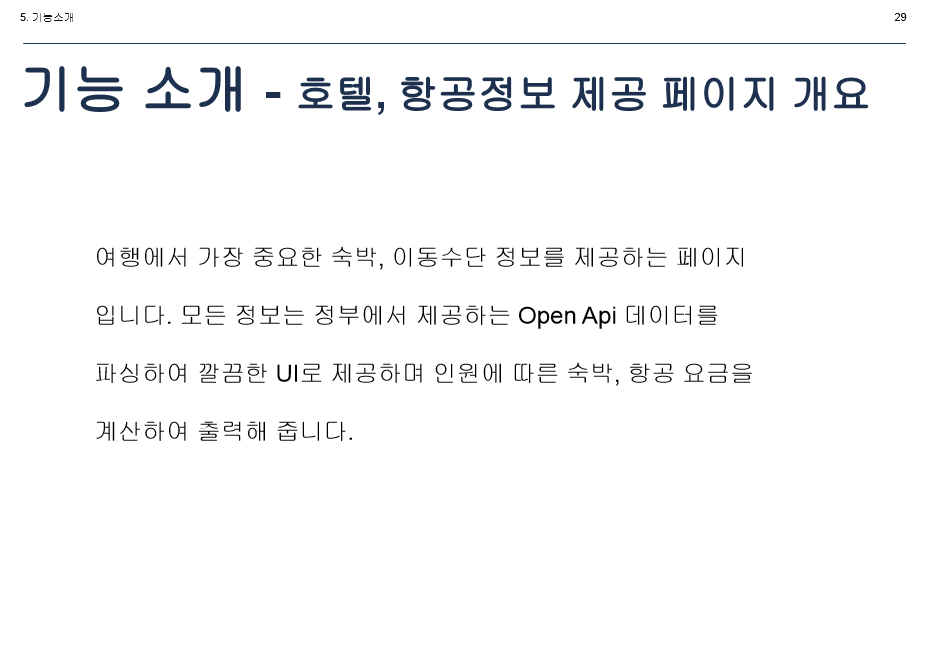 5. 기능소개
29
기능 소개 - 호텔, 항공정보 제공 페이지 개요
여행에서 가장 중요한 숙박, 이동수단 정보를 제공하는 페이지
입니다. 모든 정보는 정부에서 제공하는 Open Api 데이터를
파싱하여 깔끔한 UI로 제공하며 인원에 따른 숙박, 항공 요금을
계산하여 출력해 줍니다.